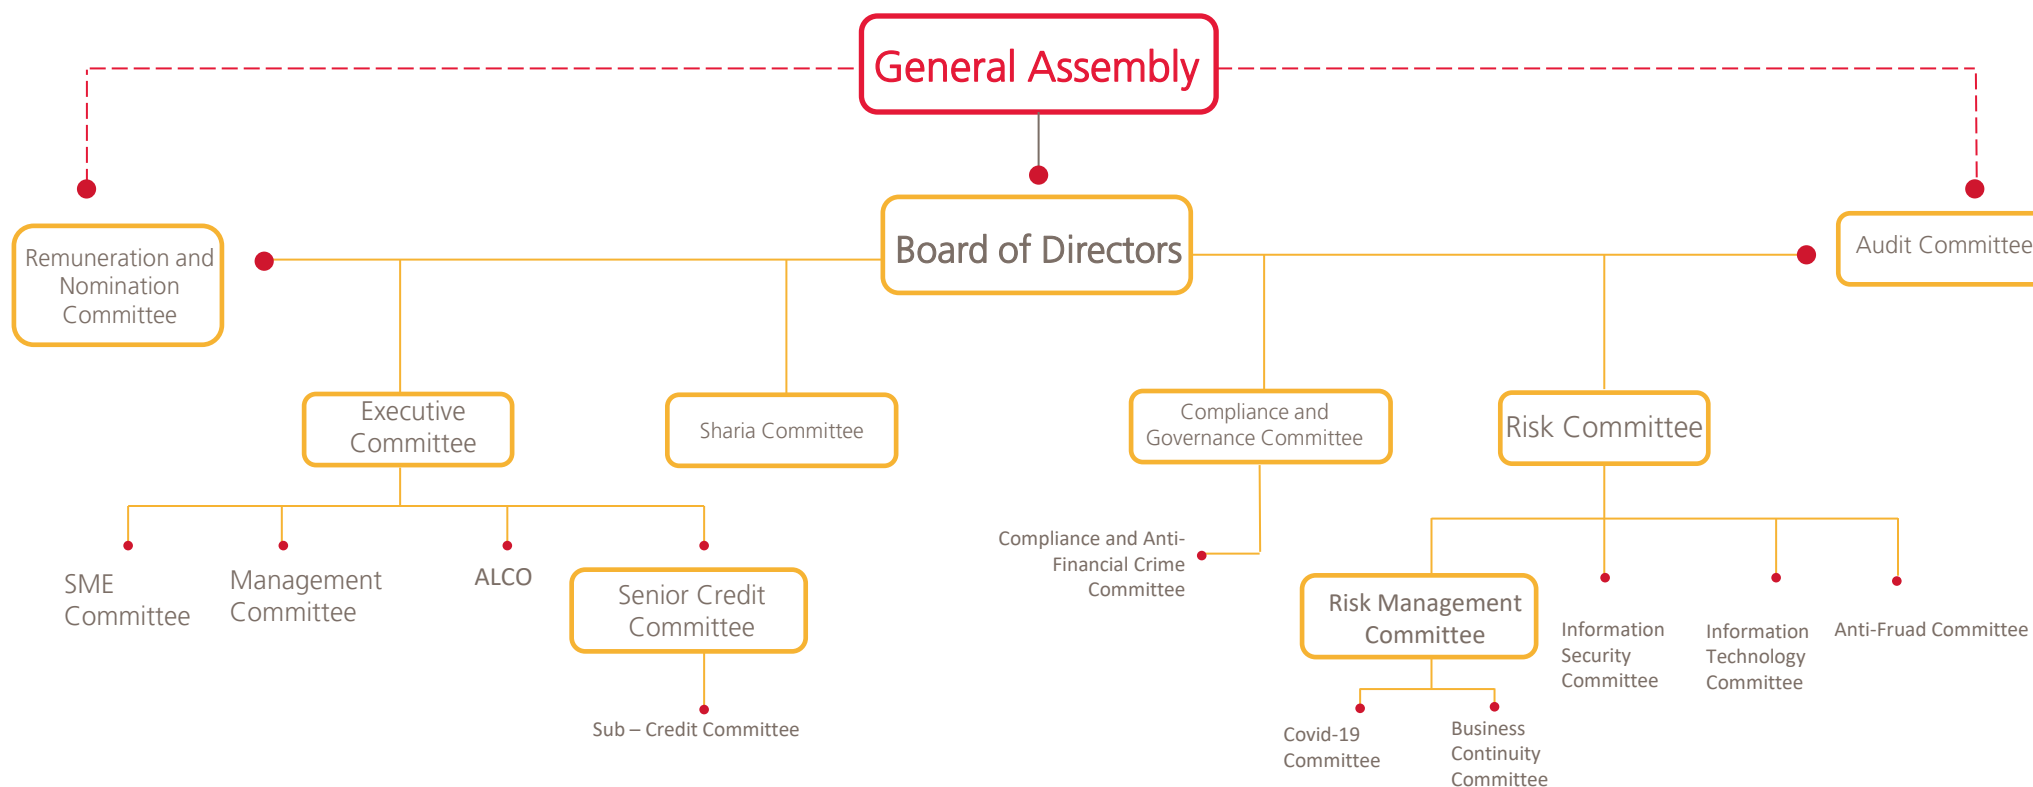 General Assembly
Board of Directors
Remuneration and
Nomination
Committee
Audit Committee
Executive
Committee
Sharia Committee
Compliance and
Governance Committee
Risk Committee
SME
Committee
Management
Committee
ALCO
Senior Credit
Committee
Sub – Credit Committee
Compliance and Anti-
Financial Crime
Committee
Risk Management
Committee
Information
Security
Committee
Information
Technology
Committee
Anti-Fruad Committee
Covid-19
Committee
Business
Continuity
Committee